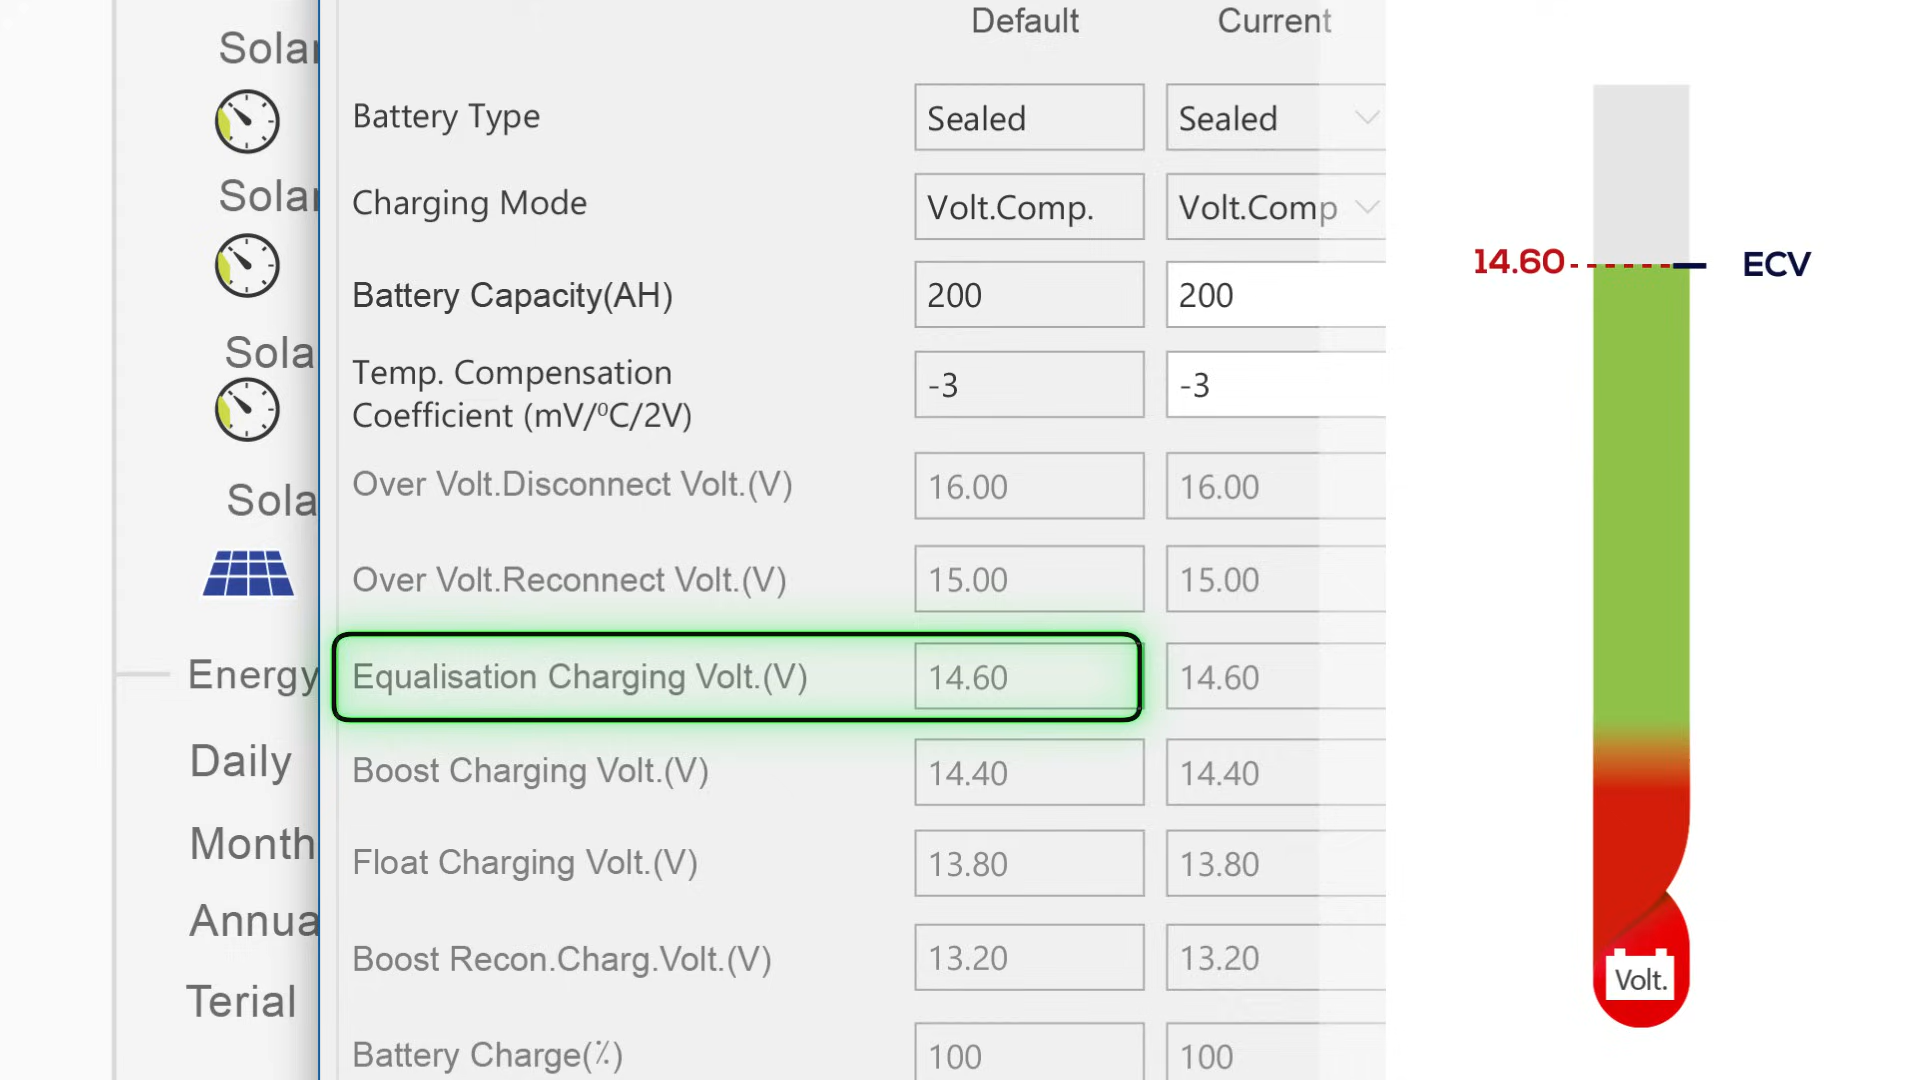 Default Current
Solar
Battery Type Sealed Sealed
Solar
Charging Mode Volt.Comp. Volt.Comp
Battery Capacity(AH) 200 200
Sola
Temp. Compensation
Coefficient (mV/⁰C/2V) -3 -3
Sola
Over Volt.Disconnect Volt.(V) 16.00 16.00
Over Volt.Reconnect Volt.(V) 15.00 15.00
Energy
Equalisation Charging Volt.(V) 14.60 14.60
Daily
Boost Charging Volt.(V) 14.40 14.40
Month
Float Charging Volt.(V) 13.80 13.80
Annua
Boost Recon.Charg.Volt.(V) 13.20 13.20
Terial
Battery Charge(٪) 100 100
14.60 ECV
Volt.